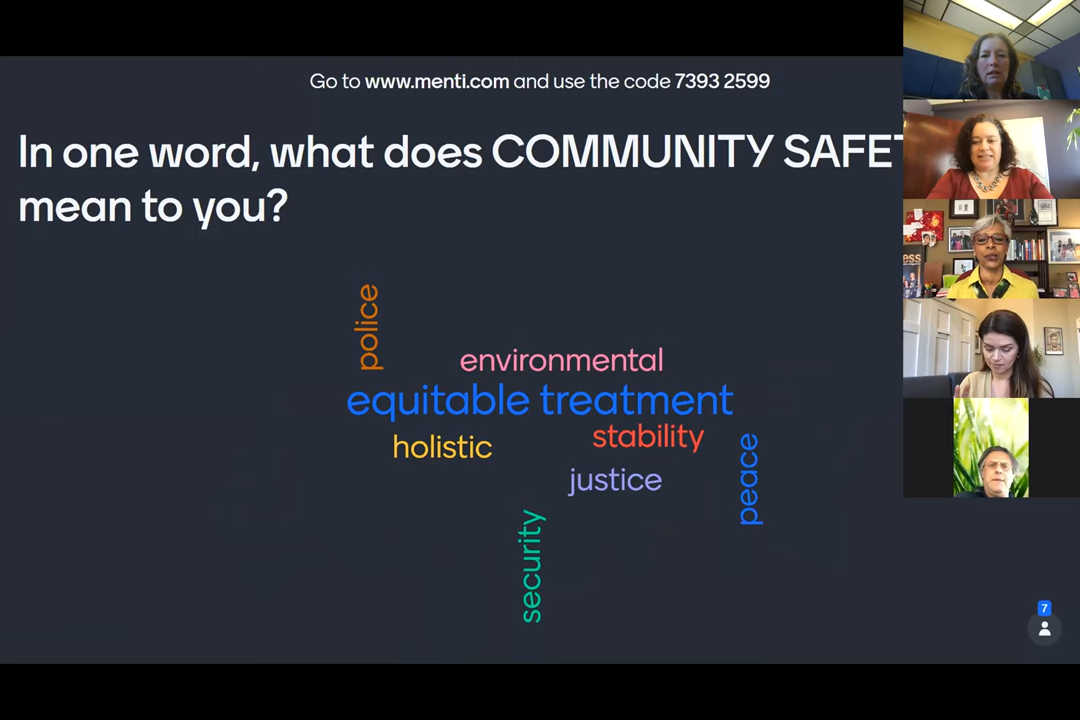 Go to www.menti.com and use the code 7393 2599
In one word, what does COMMUNITY SAFET
mean to you?
police
environmental
equitable treatment
holistic
stability
justice
peace
security
7